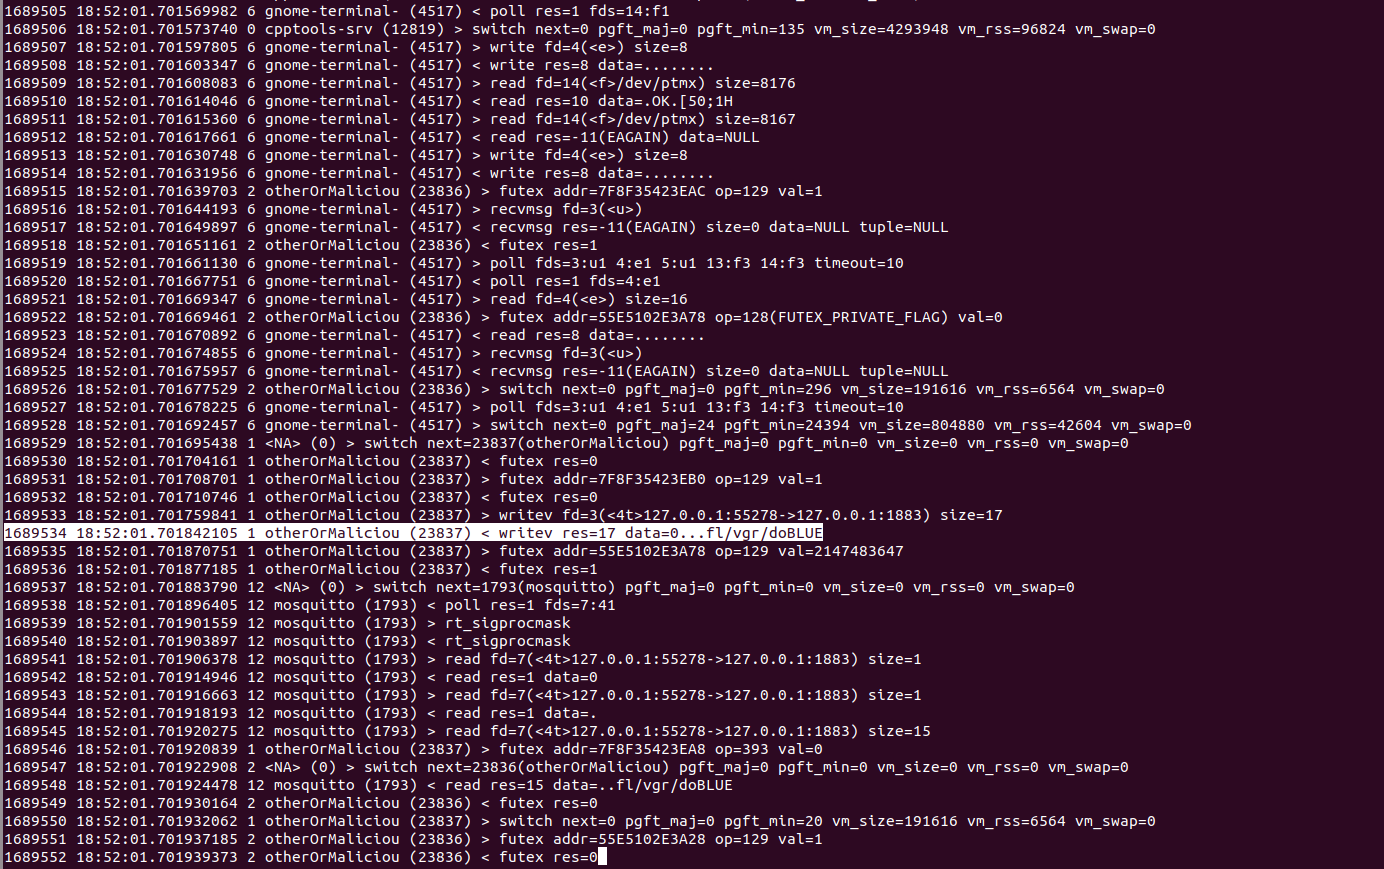 1689505 18:52:01.701569982 6 gnome-terminal- (4517) < poll res=1 fds=14:f1
1689506 18:52:01.701573740 0 cpptools-srv (12819) > switch next=0 pgft_maj=0 pgft_min=135 vm_size=4293948 vm_rss=96824 vm_swap=0
1689507 18:52:01.701597805 6 gnome-terminal- (4517) > write fd=4(<e>) size=8
1689508 18:52:01.701603347 6 gnome-terminal- (4517) < write res=8 data=........
1689509 18:52:01.701608083 6 gnome-terminal- (4517) > read fd=14(<f>/dev/ptmx) size=8176
1689510 18:52:01.701614046 6 gnome-terminal- (4517) < read res=10 data=.OK.[50;1H
1689511 18:52:01.701615360 6 gnome-terminal- (4517) > read fd=14(<f>/dev/ptmx) size=8167
1689512 18:52:01.701617661 6 gnome-terminal- (4517) < read res=-11(EAGAIN) data=NULL
1689513 18:52:01.701630748 6 gnome-terminal- (4517) > write fd=4(<e>) size=8
1689514 18:52:01.701631956 6 gnome-terminal- (4517) < write res=8 data=........
1689515 18:52:01.701639703 2 otherOrMaliciou (23836) > futex addr=7F8F35423EAC op=129 val=1
1689516 18:52:01.701644193 6 gnome-terminal- (4517) > recvmsg fd=3(<u>)
1689517 18:52:01.701649897 6 gnome-terminal- (4517) < recvmsg res=-11(EAGAIN) size=0 data=NULL tuple=NULL
1689518 18:52:01.701651161 2 otherOrMaliciou (23836) < futex res=1
1689519 18:52:01.701661130 6 gnome-terminal- (4517) > poll fds=3:u1 4:e1 5:u1 13:f3 14:f3 timeout=10
1689520 18:52:01.701667751 6 gnome-terminal- (4517) < poll res=1 fds=4:e1
1689521 18:52:01.701669347 6 gnome-terminal- (4517) > read fd=4(<e>) size=16
1689522 18:52:01.701669461 2 otherOrMaliciou (23836) > futex addr=55E5102E3A78 op=128(FUTEX_PRIVATE_FLAG) val=0
1689523 18:52:01.701670892 6 gnome-terminal- (4517) < read res=8 data=........
1689524 18:52:01.701674855 6 gnome-terminal- (4517) > recvmsg fd=3(<u>)
1689525 18:52:01.701675957 6 gnome-terminal- (4517) < recvmsg res=-11(EAGAIN) size=0 data=NULL tuple=NULL
1689526 18:52:01.701677529 2 otherOrMaliciou (23836) > switch next=0 pgft_maj=0 pgft_min=296 vm_size=191616 vm_rss=6564 vm_swap=0
1689527 18:52:01.701678225 6 gnome-terminal- (4517) > poll fds=3:u1 4:e1 5:u1 13:f3 14:f3 timeout=10
1689528 18:52:01.701692457 6 gnome-terminal- (4517) > switch next=0 pgft_maj=24 pgft_min=24394 vm_size=804880 vm_rss=42604 vm_swap=0
1689529 18:52:01.701695438 1 <NA> (0) > switch next=23837(otherOrMaliciou) pgft_maj=0 pgft_min=0 vm_size=0 vm_rss=0 vm_swap=0
1689530 18:52:01.701704161 1 otherOrMaliciou (23837) < futex res=0
1689531 18:52:01.701708701 1 otherOrMaliciou (23837) > futex addr=7F8F35423EB0 op=129 val=1
1689532 18:52:01.701710746 1 otherOrMaliciou (23837) < futex res=0
1689533 18:52:01.701759841 1 otherOrMaliciou (23837) > writev fd=3(<4t>127.0.0.1:55278->127.0.0.1:1883) size=17
1689534 18:52:01.701842105 1 otherOrMaliciou (23837) < writev res=17 data=0...fl/vgr/doBLUE
1689535 18:52:01.701870751 1 otherOrMaliciou (23837) > futex addr=55E5102E3A78 op=129 val=2147483647
1689536 18:52:01.701877185 1 otherOrMaliciou (23837) < futex res=1
1689537 18:52:01.701883790 12 <NA> (0) > switch next=1793(mosquitto) pgft_maj=0 pgft_min=0 vm_size=0 vm_rss=0 vm_swap=0
1689538 18:52:01.701896405 12 mosquitto (1793) < poll res=1 fds=7:41
1689539 18:52:01.701901559 12 mosquitto (1793) > rt_sigprocmask
1689540 18:52:01.701903897 12 mosquitto (1793) < rt_sigprocmask
1689541 18:52:01.701906378 12 mosquitto (1793) > read fd=7(<4t>127.0.0.1:55278->127.0.0.1:1883) size=1
1689542 18:52:01.701914946 12 mosquitto (1793) < read res=1 data=0
1689543 18:52:01.701916663 12 mosquitto (1793) > read fd=7(<4t>127.0.0.1:55278->127.0.0.1:1883) size=1
1689544 18:52:01.701918193 12 mosquitto (1793) < read res=1 data=.
1689545 18:52:01.701920275 12 mosquitto (1793) > read fd=7(<4t>127.0.0.1:55278->127.0.0.1:1883) size=15
1689546 18:52:01.701920839 1 otherOrMaliciou (23837) > futex addr=7F8F35423EA8 op=393 val=0
1689547 18:52:01.701922908 2 <NA> (0) > switch next=23836(otherOrMaliciou) pgft_maj=0 pgft_min=0 vm_size=0 vm_rss=0 vm_swap=0
1689548 18:52:01.701924478 12 mosquitto (1793) < read res=15 data=..fl/vgr/doBLUE
1689549 18:52:01.701930164 2 otherOrMaliciou (23836) < futex res=0
1689550 18:52:01.701932062 1 otherOrMaliciou (23837) > switch next=0 pgft_maj=0 pgft_min=20 vm_size=191616 vm_rss=6564 vm_swap=0
1689551 18:52:01.701937185 2 otherOrMaliciou (23836) > futex addr=55E5102E3A28 op=129 val=1
1689552 18:52:01.701939373 2 otherOrMaliciou (23836) < futex res=0